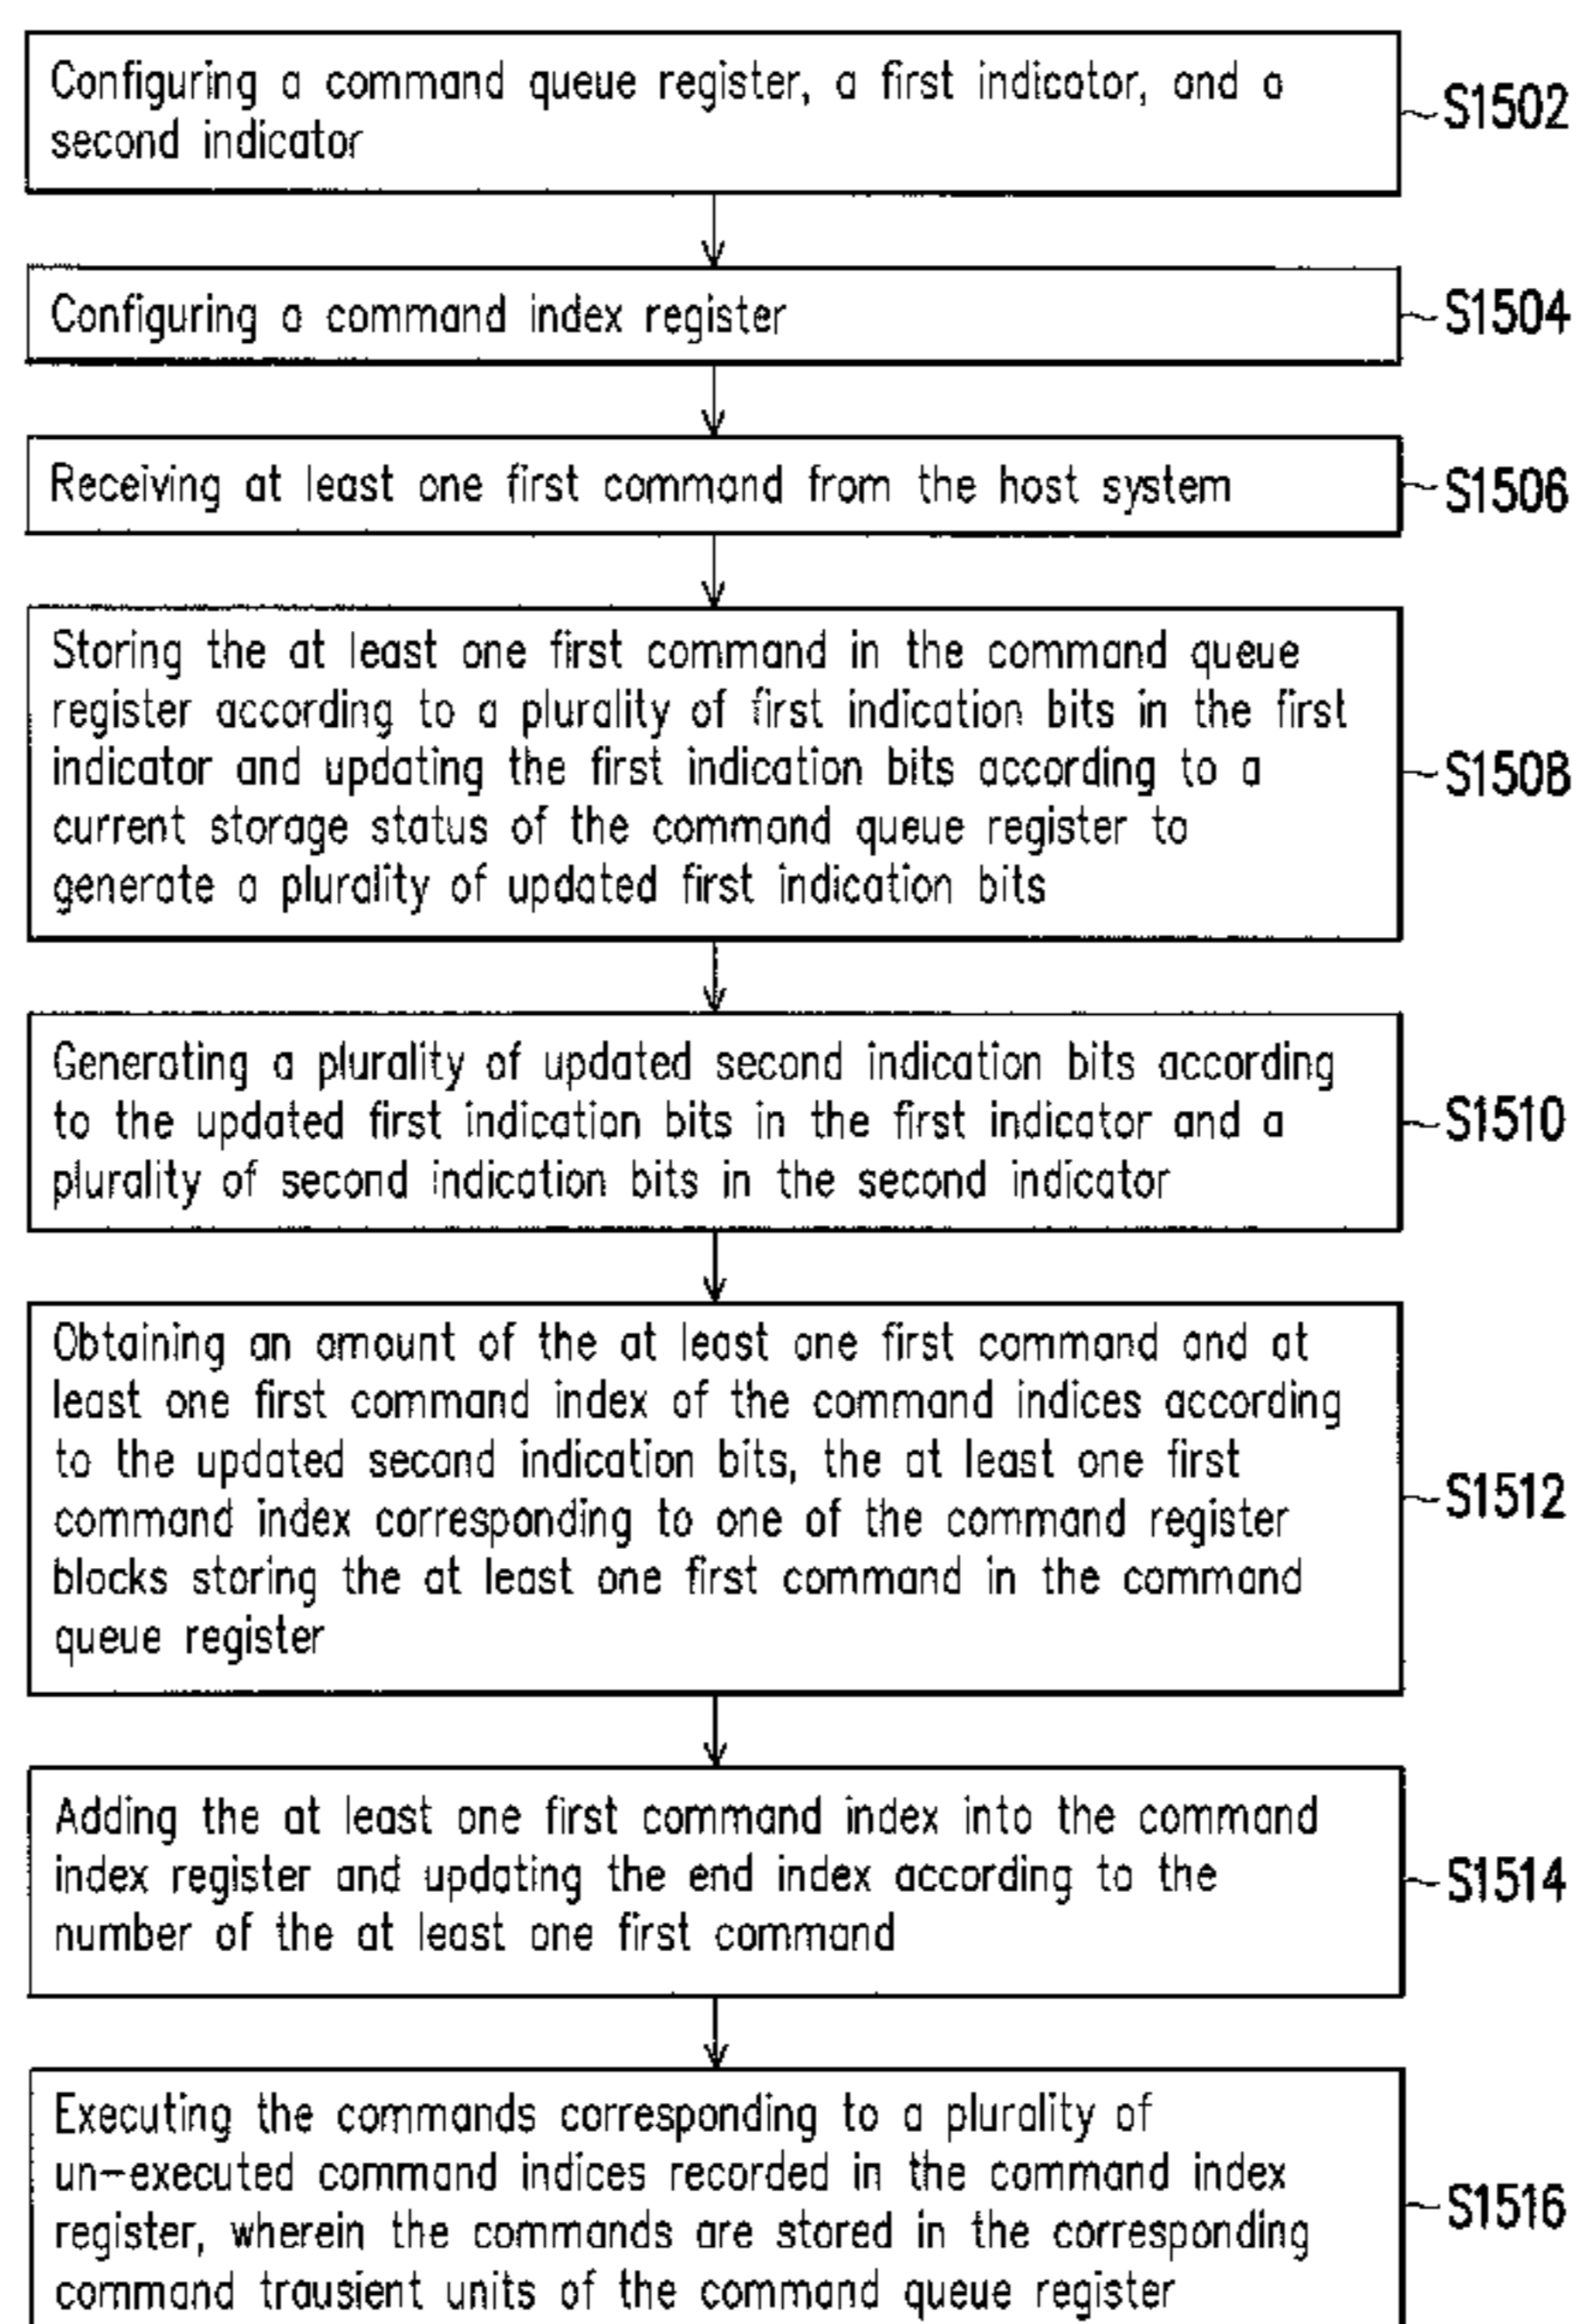 Configuring a command queue register, a first indicator, and a
second indicator
S1502
Configuring a command index register
S1504
Receiving at least one first command from the host system
S1506
Storing the at least one first command in the command queue
register according to a plurality of first indication bits in the first
indicator and updating the first indication bits according to a
current storage status of the command queue register to
generate a plurality of updated first indication bits
S1508
Generating a plurality of updated second indication bits according
to the updated first indication bits in the first indicator and a
plurality of second indication bits in the second indicator
S1510
Obtaining an amount of the at least one first command and at
least one first command index of the command indices according
to the updated second indication bits, the at least one first
command index corresponding to one of the command register
blocks storing the at least one first command in the command
queue register
S1512
Adding the at least one first command index into the command
index register and updating the end index according to the
number of the at least one first command
S1514
Executing the commands corresponding to a plurality of
un-executed command indices recorded in the command index
register, wherein the commands are stored in the corresponding
command trausient units of the command queue register
S1516